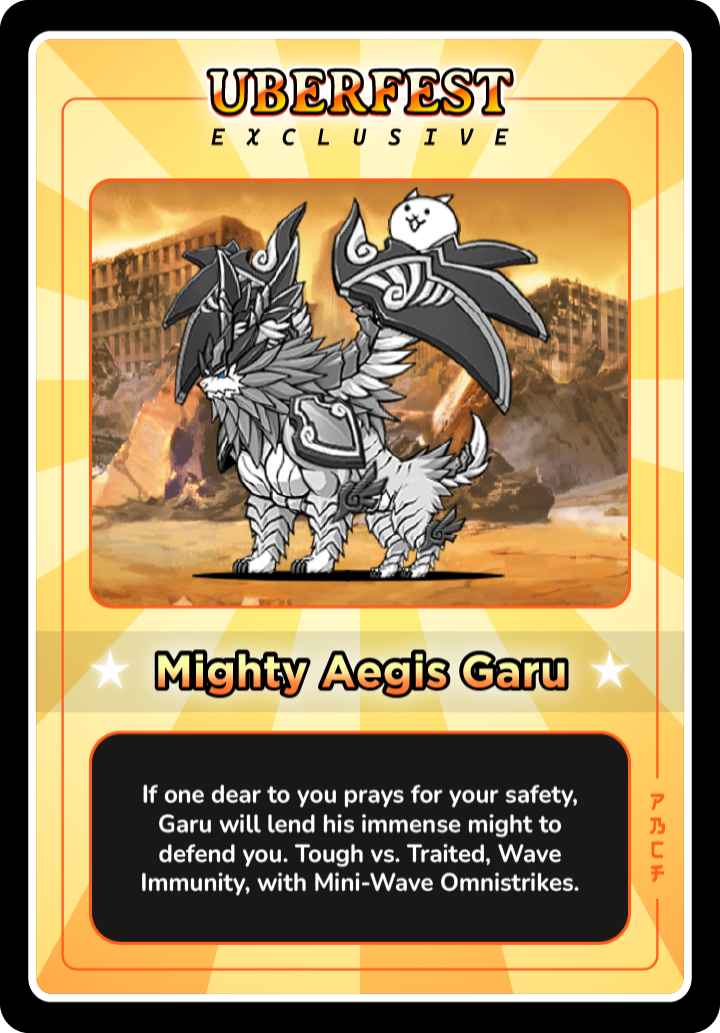 UBERFEST
EXCLUSIVE
Mighty Aegis Garu
If one dear to you prays for your safety,
Garu will lend his immense might to
defend you. Tough vs. Traited, Wave
Immunity, with Mini-Wave Omnistrikes.
ア乃匚チ